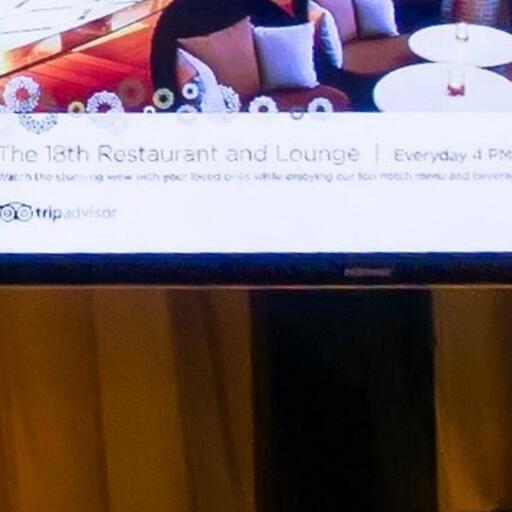 The 18th Restaurant and Lounge | Everyday 4 PM
Watch the stunning view with your loved ones while enjoying our top notch menu and bevera
tripadvisor